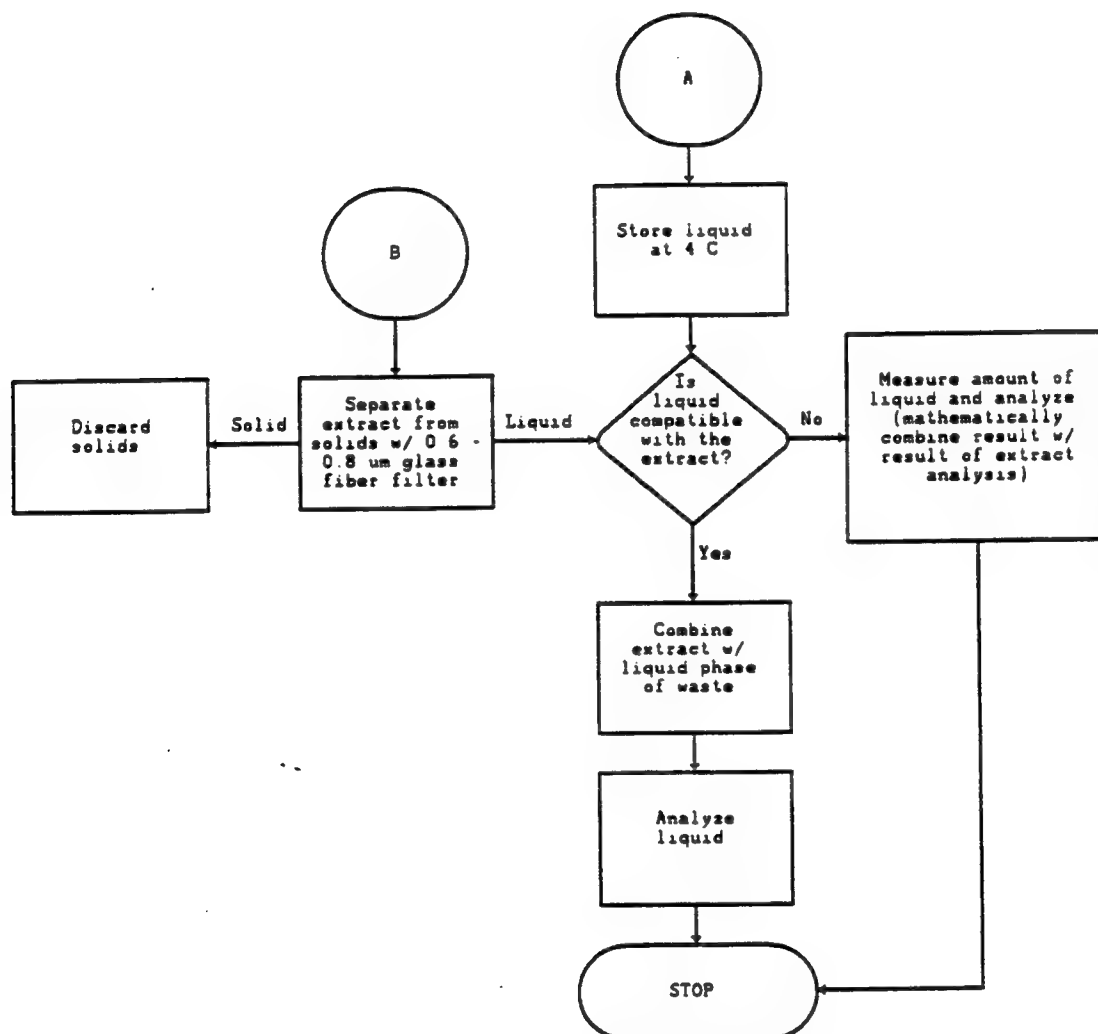 A
Store liquid
at 4 C
B
Discard
solids
Solid
Separate
extract from
solids w/ 0 6 -
0.8 um glass
fiber filter
Liquid
Is
liquid
compatible
with the
extract?
No
Measure amount of
liquid and analyze
(mathematically
combine result w/
result of extract
analysis)
Yes
Combine
extract w/
liquid phase
of waste
Analyze
liquid
STOP